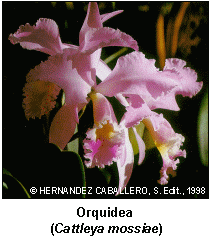 © HERNANDEZ CABALLERO, S. Edit., 1998
Orquidea
(Cattleya mossiae)